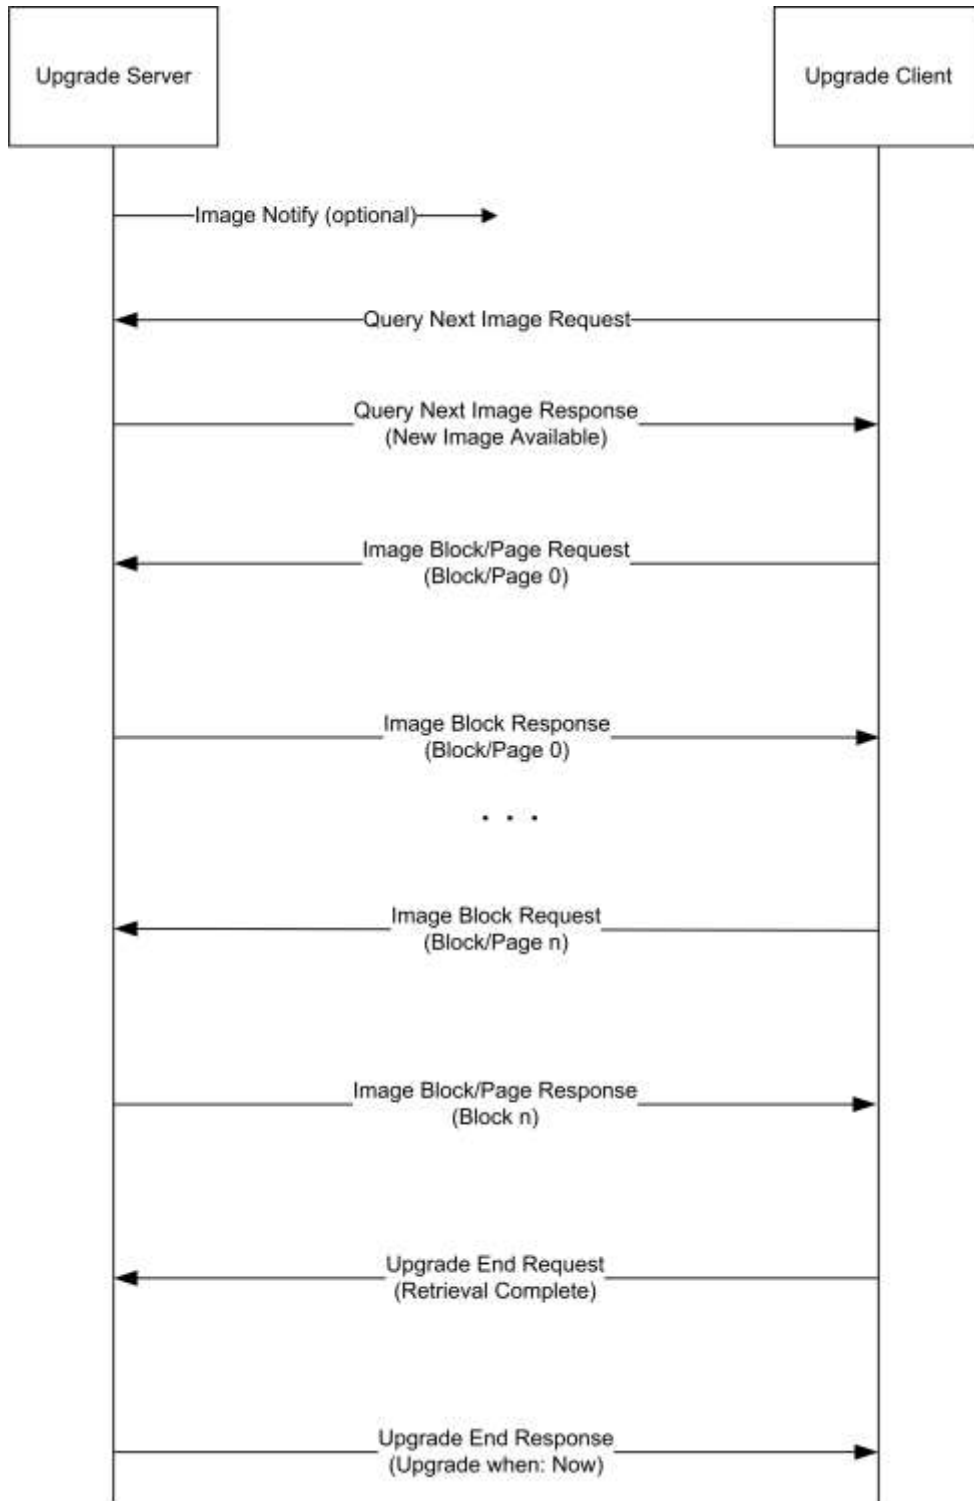 Upgrade Server
Upgrade Client
Image Notify (optional)
Query Next Image Request
Query Next Image Response
(New Image Available)
Image Block/Page Request
(Block/Page 0)
Image Block Response
(Block/Page 0)
. . .
Image Block Request
(Block/Page n)
Image Block/Page Response
(Block n)
Upgrade End Request
(Retrieval Complete)
Upgrade End Response
(Upgrade when: Now)